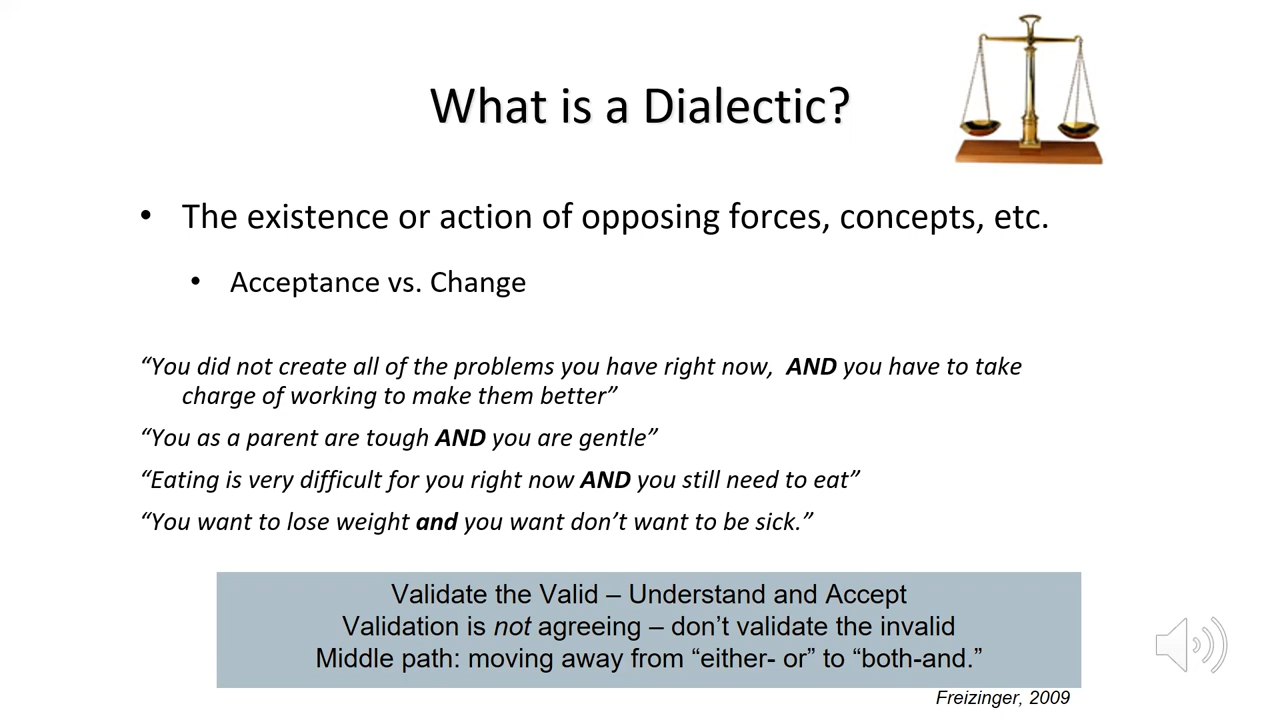 What is a Dialectic?
• The existence or action of opposing forces, concepts, etc.
• Acceptance vs. Change
“You did not create all of the problems you have right now,  AND you have to take
charge of working to make them better”
“You as a parent are tough AND you are gentle”
“Eating is very difficult for you right now AND you still need to eat”
“You want to lose weight and you want don’t want to be sick.”
Validate the Valid – Understand and Accept
Validation is not agreeing – don’t validate the invalid
Middle path: moving away from “either- or” to “both-and.”
Freizinger, 2009